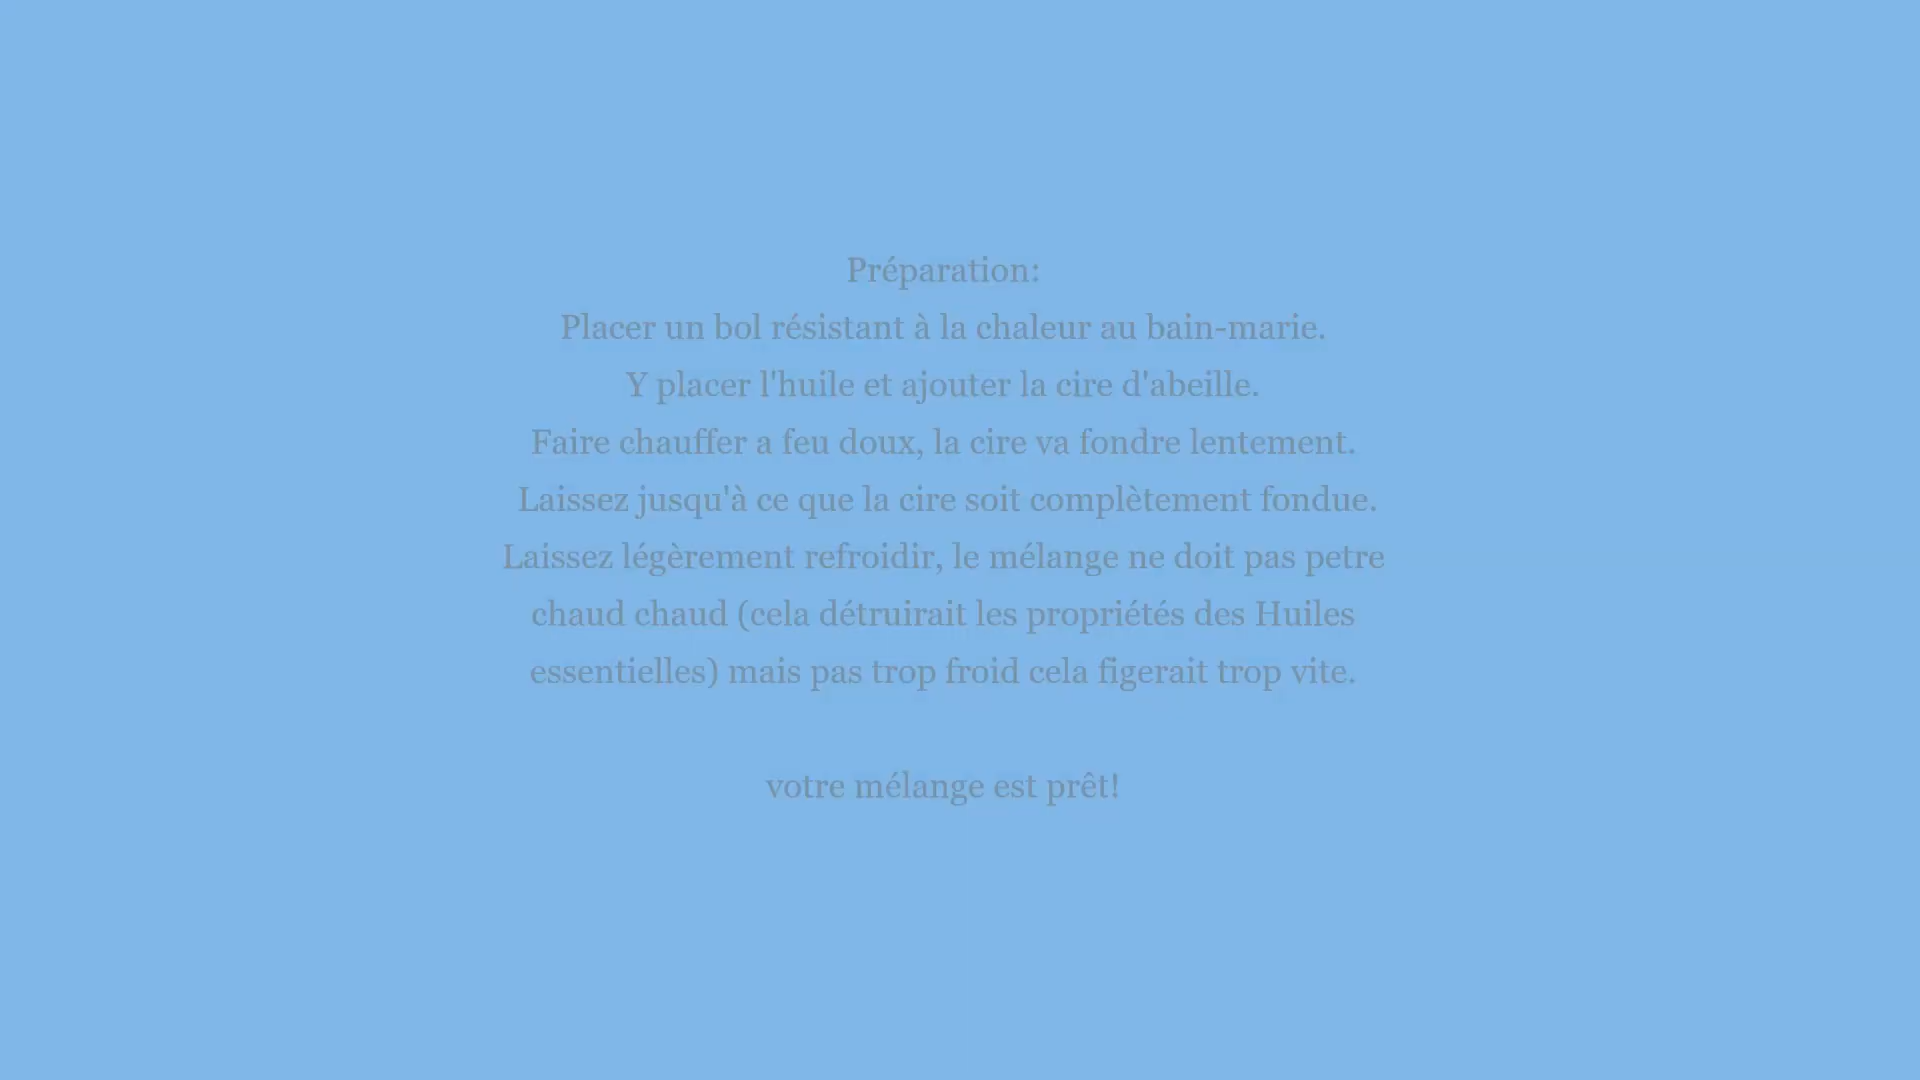 Préparation:
Placer un bol résistant à la chaleur au bain-marie.
Y placer l'huile et ajouter la cire d'abeille.
Faire chauffer a feu doux, la cire va fondre lentement.
Laissez jusqu'à ce que la cire soit complètement fondue.
Laissez légèrement refroidir, le mélange ne doit pas petre
chaud chaud (cela détruirait les propriétés des Huiles
essentielles) mais pas trop froid cela figerait trop vite.
votre mélange est prêt!